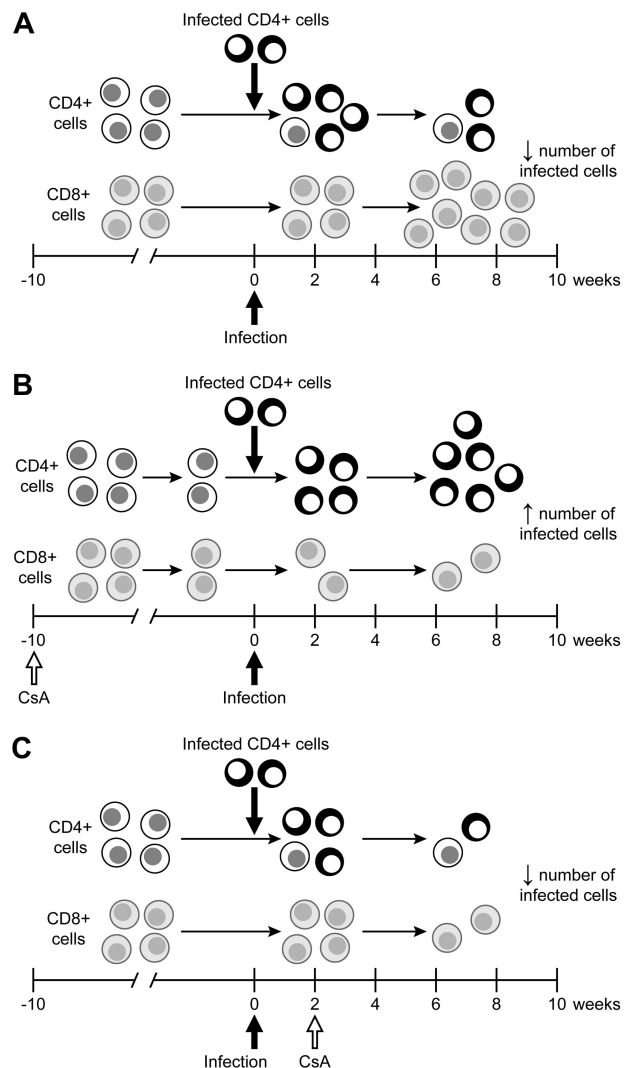 A
Infected CD4+ cells
CD4+
cells
↓ number of
infected cells
CD8+
cells
-10 0 2 4 6 8 10 weeks
Infection
B
Infected CD4+ cells
CD4+
cells
↑ number of
infected cells
CD8+
cells
-10 0 2 4 6 8 10 weeks
CsA Infection
C
Infected CD4+ cells
CD4+
cells
↓ number of
infected cells
CD8+
cells
-10 0 2 4 6 8 10 weeks
Infection CsA